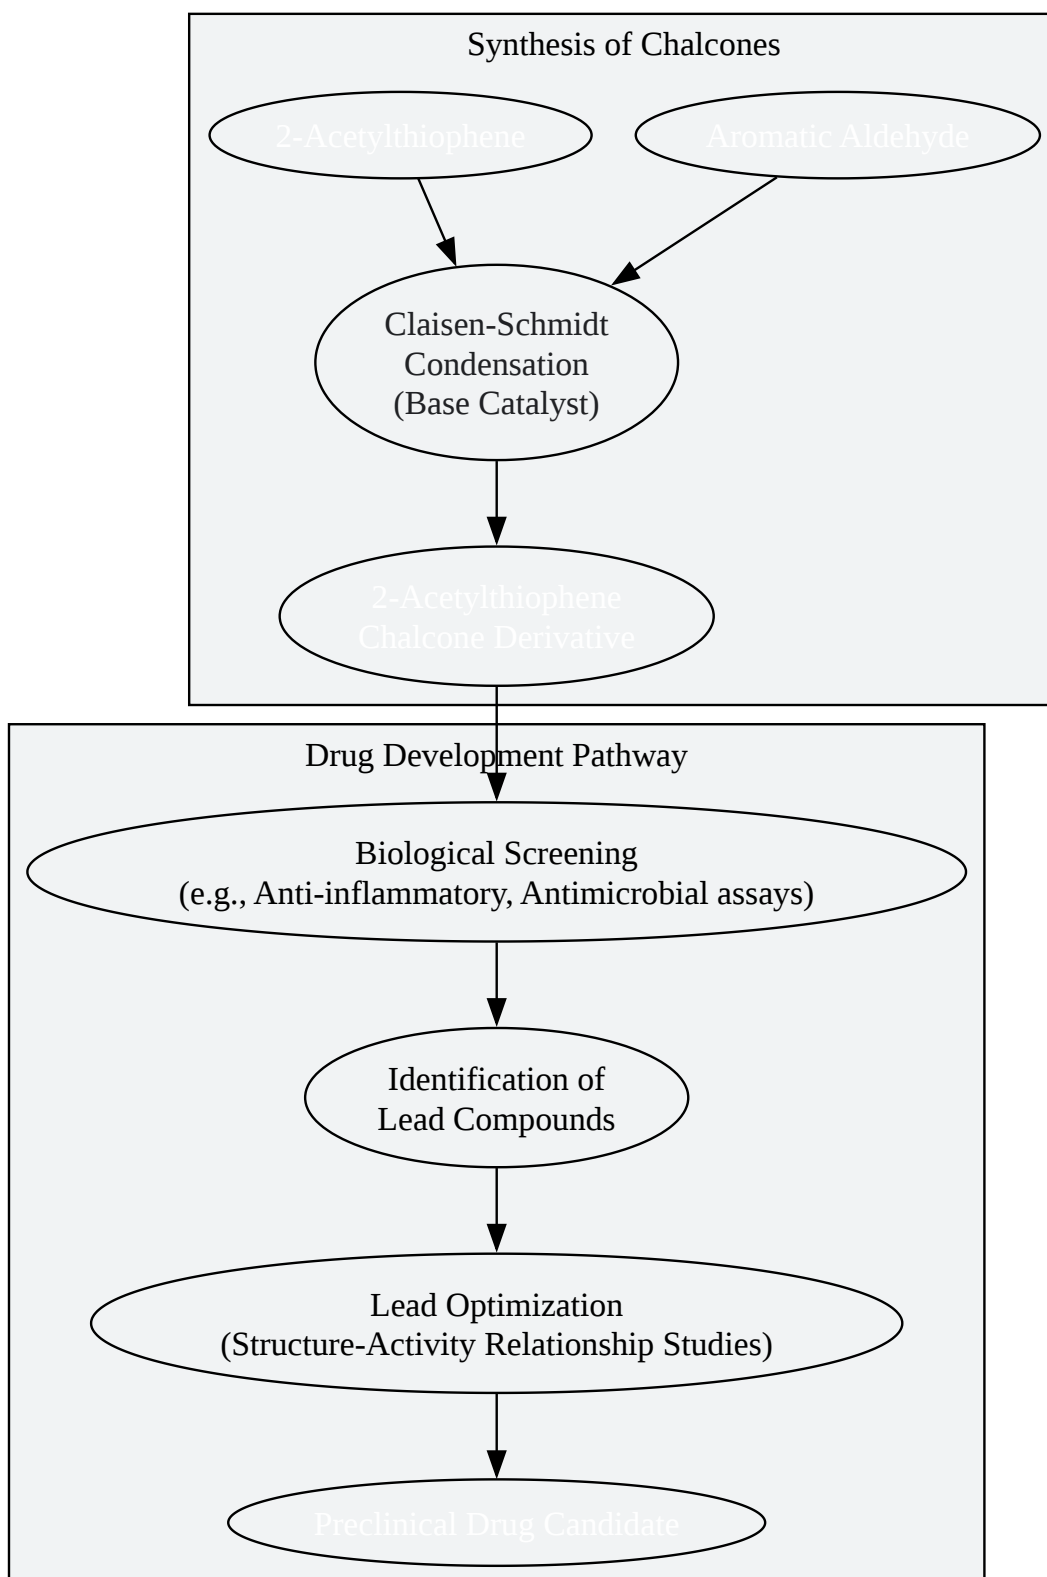 Synthesis of Chalcones
2-Acetylthiophene
Aromatic Aldehyde
Claisen-Schmidt
Condensation
(Base Catalyst)
2-Acetylthiophene
Chalcone Derivative
Drug Development Pathway
Biological Screening
(e.g., Anti-inflammatory, Antimicrobial assays)
Identification of
Lead Compounds
Lead Optimization
(Structure-Activity Relationship Studies)
Preclinical Drug Candidate